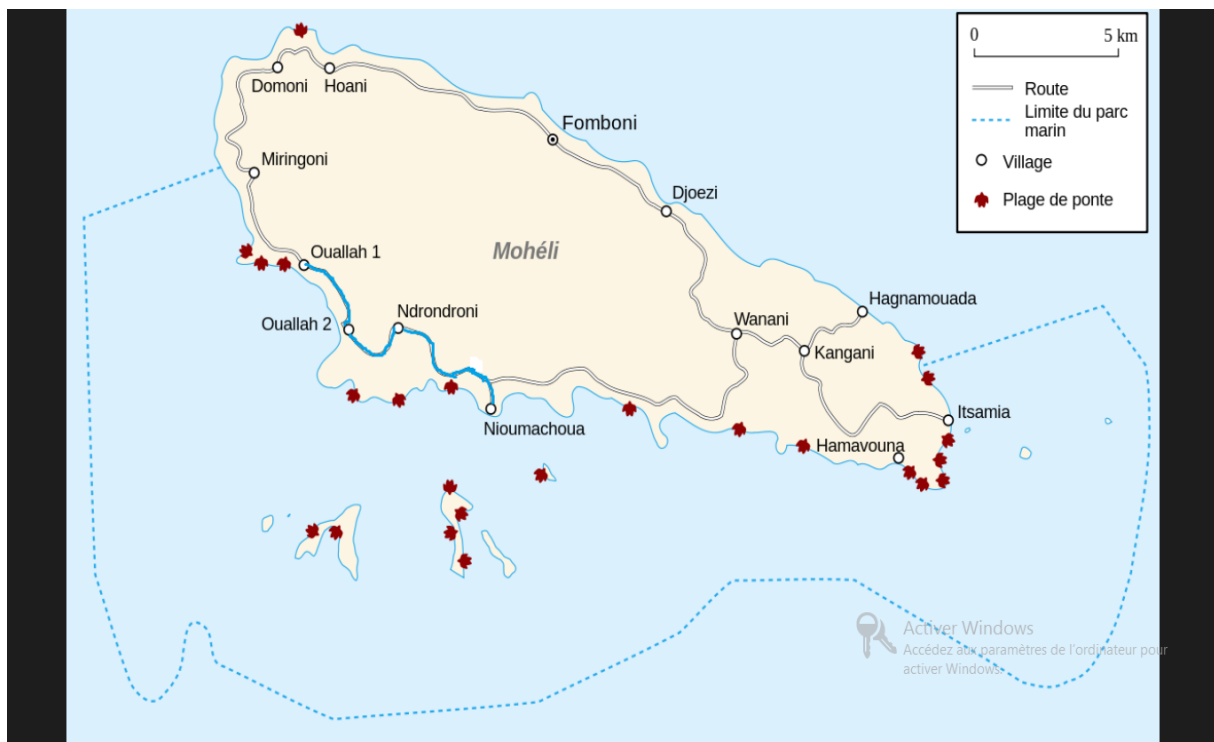 0 5 km
Route
Limite du parc
marin
Village
Plage de ponte
Domoni
Hoani
Fomboni
Miringoni
Djoezi
Mohéli
Ouallah 1
Ouallah 2
Ndrondroni
Hagnamouada
Wanani
Kangani
Itsamia
Nioumachoua
Hamavouna
Activer Windows
Accédez aux paramètres de l'ordinateur pour
activer Windows.